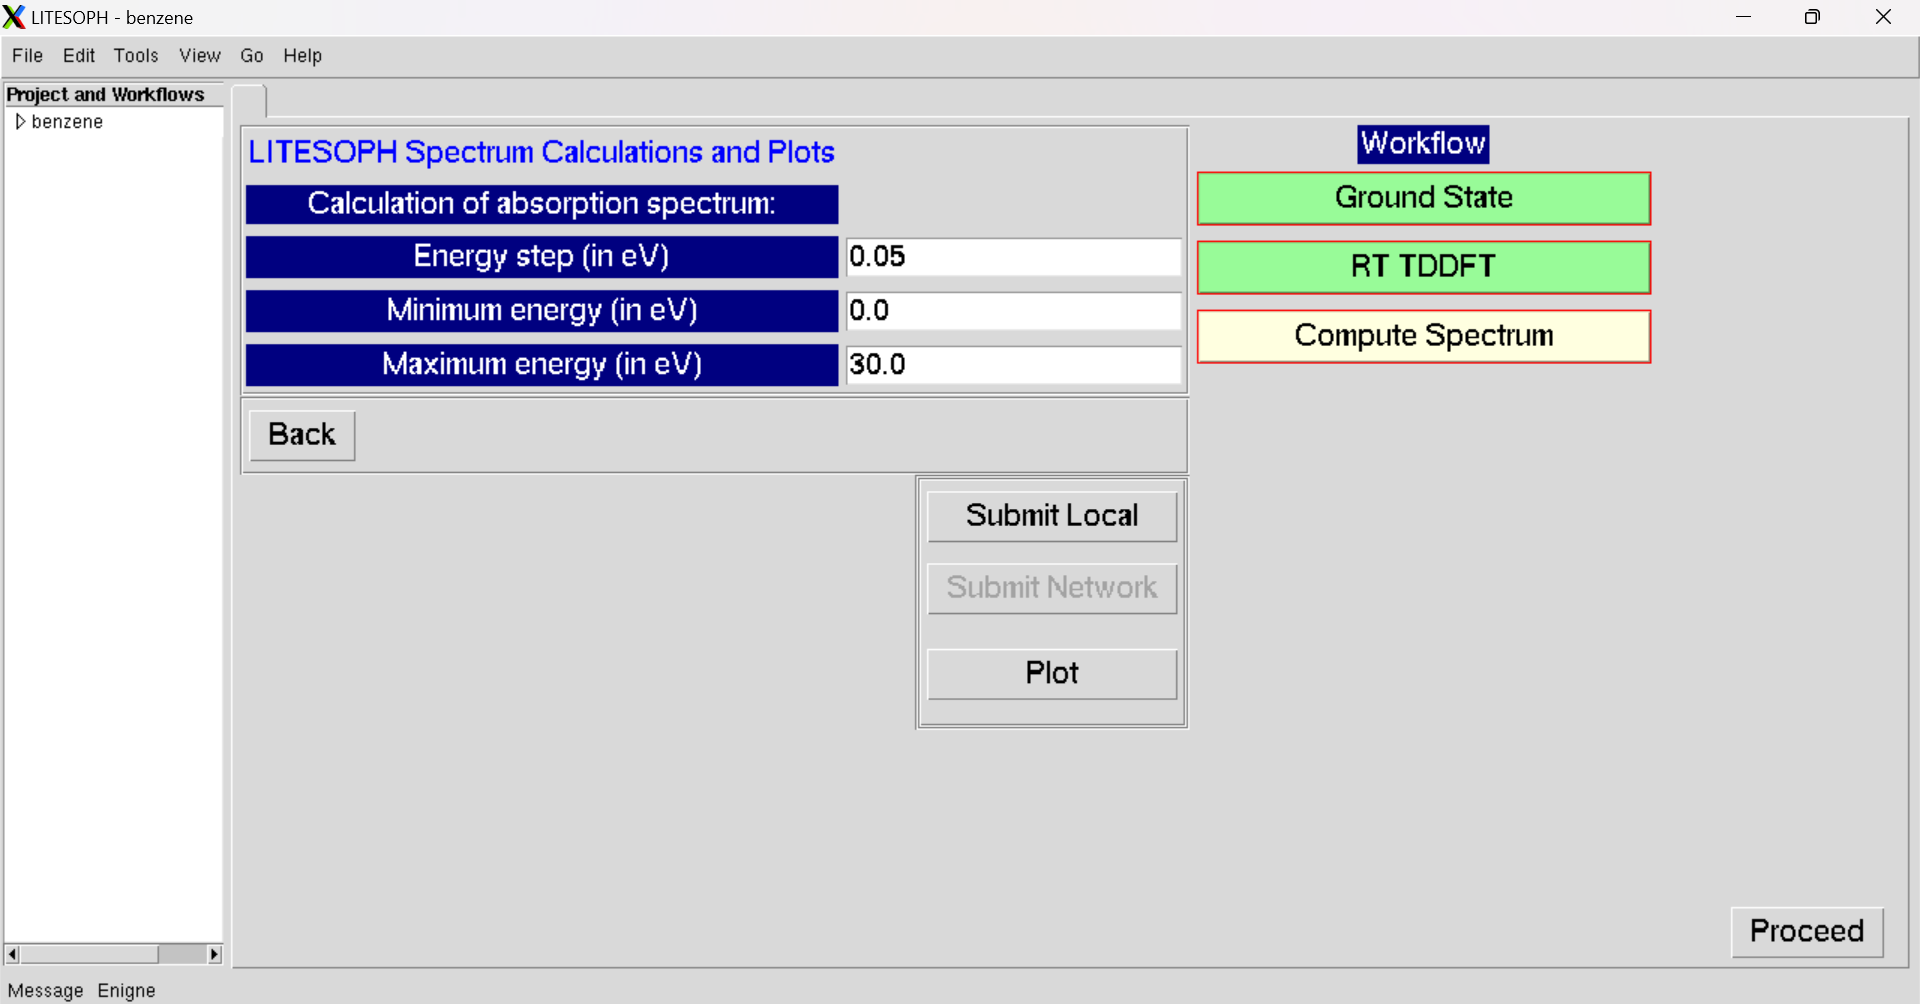 LITESOPH - benzene
File Edit Tools View Go Help
Project and Workflows
benzene
LITESOPH Spectrum Calculations and Plots
Calculation of absorption spectrum:
Energy step (in eV) 0.05
Minimum energy (in eV) 0.0
Maximum energy (in eV) 30.0
Back
Submit Local
Submit Network
Plot
Workflow
Ground State
RT TDDFT
Compute Spectrum
Proceed
Message Enigne